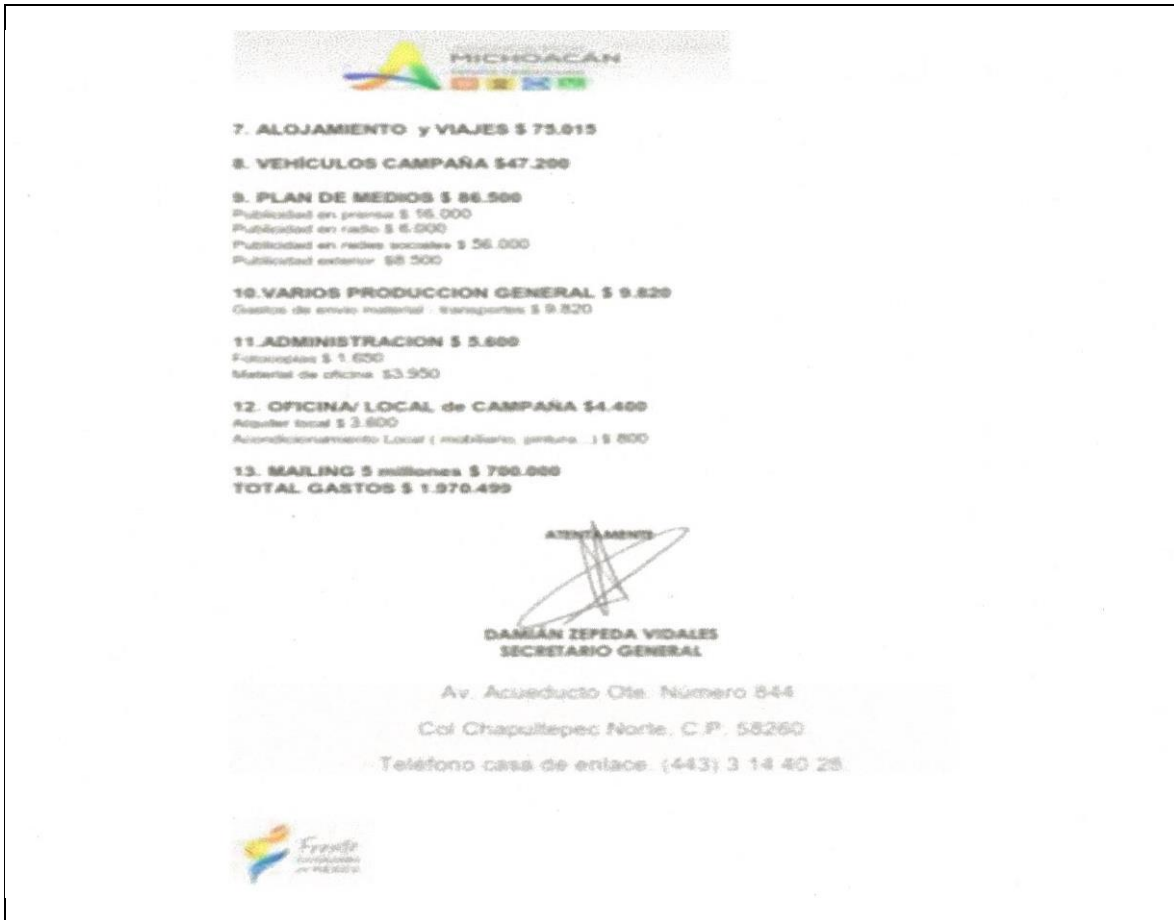 MICHOACÁN
7. ALOJAMIENTO y VIAJES $ 75.015
8. VEHÍCULOS CAMPAÑA $47.200
9. PLAN DE MEDIOS $ 86.500
Publicidad en prensa $ 16.000
Publicidad en radio $ 6.000
Publicidad en redes sociales $ 56.000
Publicidad exterior $8.500
10.VARIOS PRODUCCION GENERAL $ 9.820
Gastos de envio material : transportes $ 9.820
11.ADMINISTRACION $ 5.600
Fotocopias $ 1.650
Material de oficina $3.950
12. OFICINA/ LOCAL de CAMPAÑA $4.400
Alquiler local $ 3.600
Acondicionamiento Local ( mobiliario, pintura...) $ 800
13. MAILING 5 millones $ 700.000
TOTAL GASTOS $ 1.970.499
ATENTAMENTE
DAMIÁN ZEPEDA VIDALES
SECRETARIO GENERAL
Av. Acueducto Ote. Número 844
Col Chapultepec Norte, C.P. 58260
Teléfono casa de enlace. (443) 3 14 40 28.
Frente